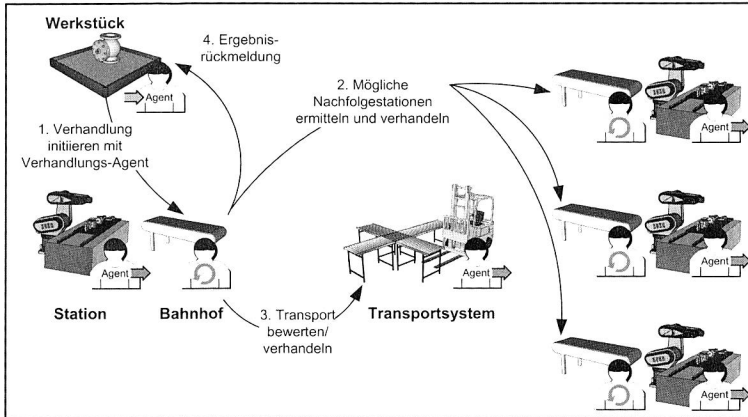 Werkstück
4. Ergebnis-
rückmeldung
Agent
1. Verhandlung
initiieren mit
Verhandlungs-Agent
2. Mögliche
Nachfolgestationen
ermitteln und verhandeln
Agent
Agent
Agent
Agent
Agent
Station
Bahnhof
3. Transport
bewerten/
verhandeln
Transportsystem